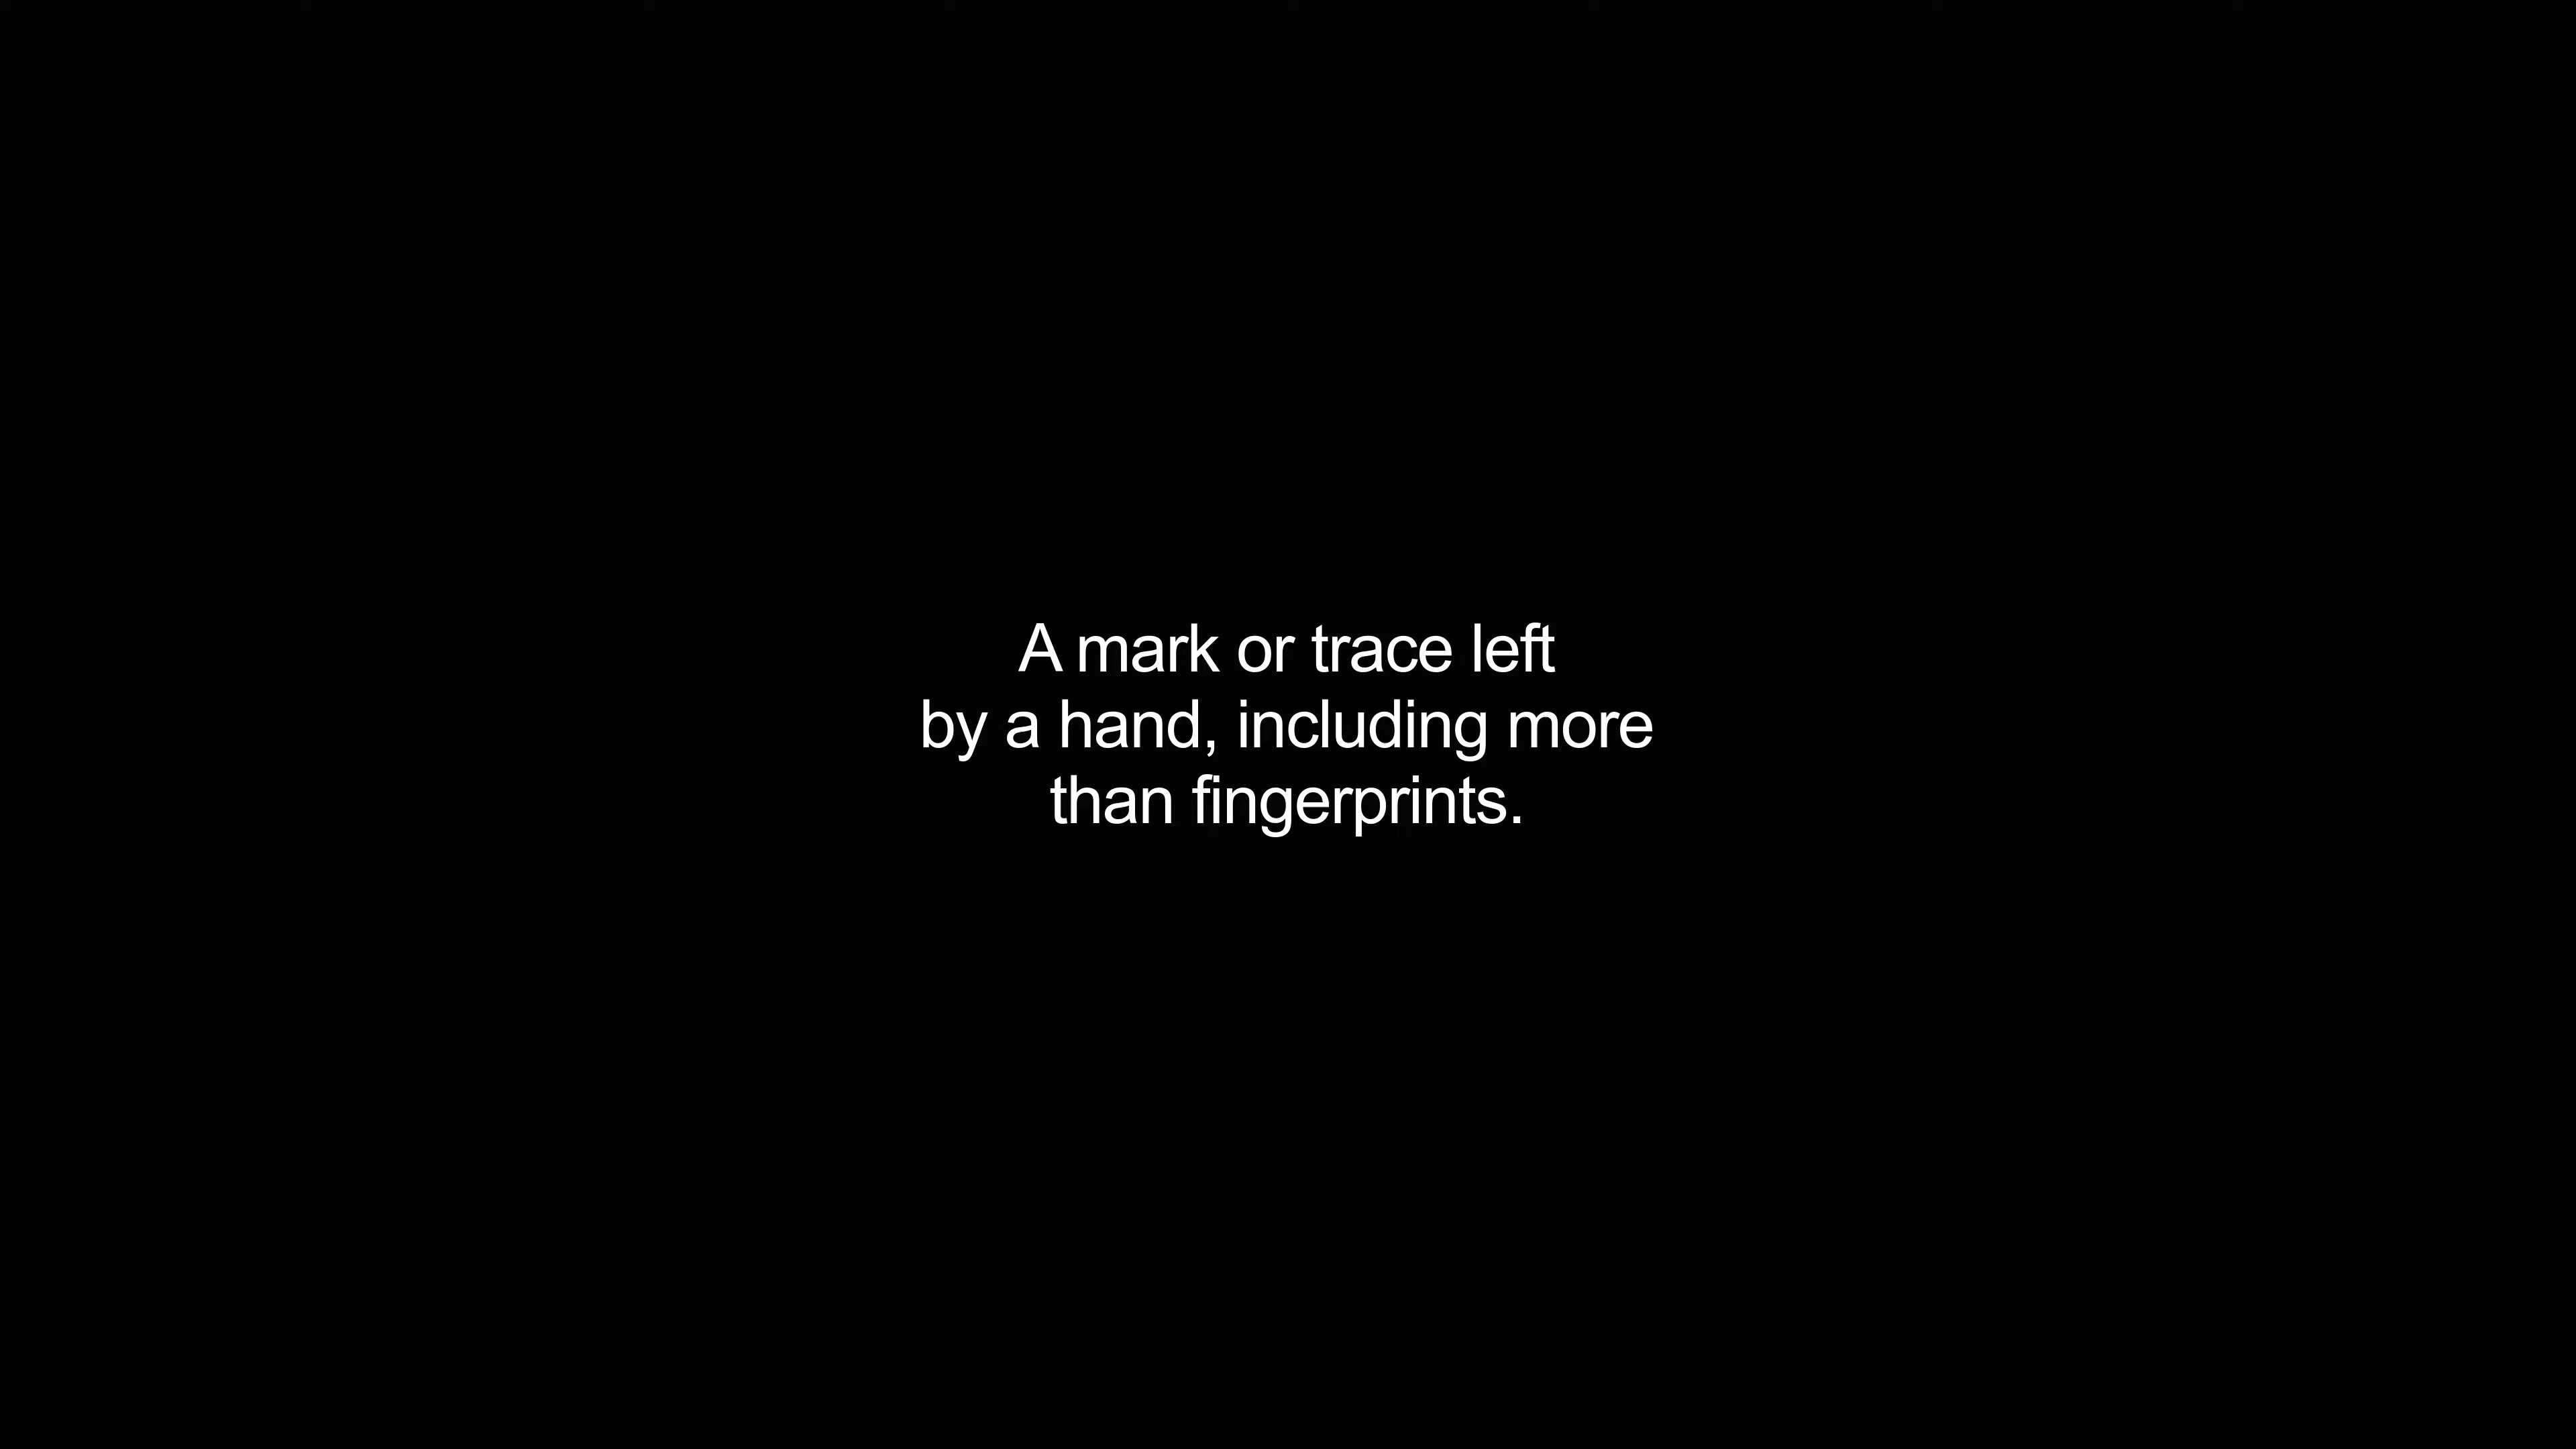 A mark or trace left
by a hand, including more
than fingerprints.